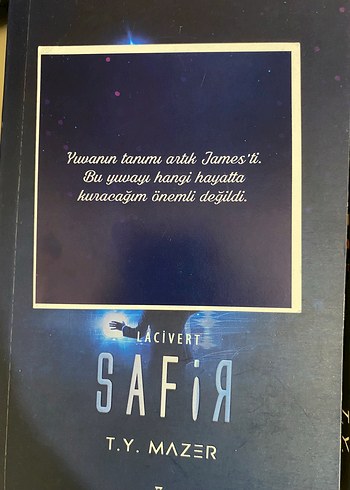 Yuvanın tanımı artık James'ti.
Bu yuvayı hangi hayatta
kuracağım önemli değildi.
LACİVERT
SAFİR
T.Y. MAZER